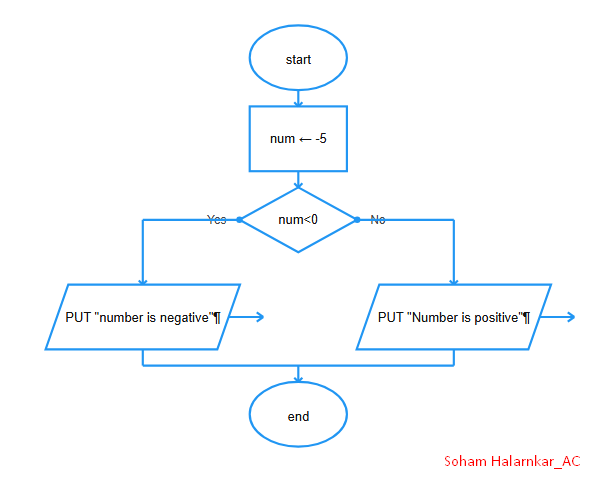 start
num ← -5
num<0
Yes
No
PUT "number is negative"¶
PUT "Number is positive"¶
end
Soham Halarnkar_AC